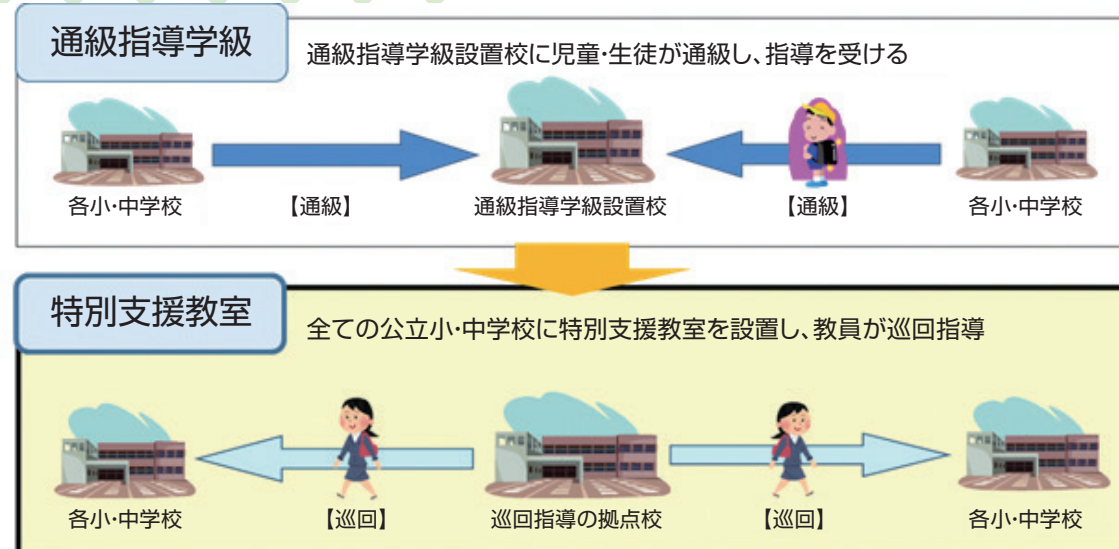 通級指導学級
通級指導学級設置校に児童・生徒が通級し、指導を受ける
各小・中学校
【通級】
通級指導学級設置校
【通級】
各小・中学校
特別支援教室
全ての公立小・中学校に特別支援教室を設置し、教員が巡回指導
各小・中学校
【巡回】
巡回指導の拠点校
【巡回】
各小・中学校